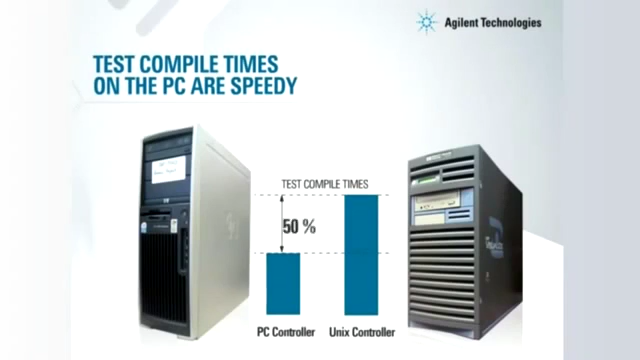 Agilent Technologies
TEST COMPILE TIMES
ON THE PC ARE SPEEDY
TEST COMPILE TIMES
50 %
PC Controller
Unix Controller